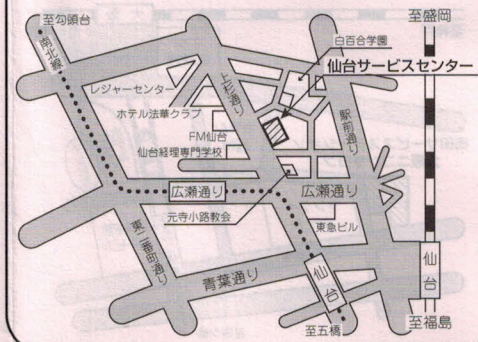 至勾頭台
至盛岡
南北線
白百合学園
仙台サービスセンター
レジャーセンター
上杉通り
ホテル法華クラブ
駅前通り
FM仙台
仙台経理専門学校
広瀬通り
広瀬通り
元寺小路教会
東急ビル
東二番町通り
青葉通り
仙台
仙台
至五橋
至福島